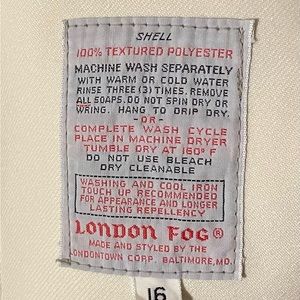 SHELL
100% TEXTURED POLYESTER
MACHINE WASH SEPARATELY
WITH WARM OR COLD WATER
RINSE THREE (3) TIMES. REMOVE
ALL SOAPS. DO NOT SPIN DRY OR
WRING. HANG TO DRIP DRY.
-OR-
COMPLETE WASH CYCLE
PLACE IN MACHINE DRYER
TUMBLE DRY AT 160° F
DO NOT USE BLEACH
DRY CLEANABLE
WASHING AND COOL IRON
TOUCH UP RECOMMENDED
FOR APPEARANCE AND LONGER
LASTING REPELLENCY
LONDON FOG®
MADE AND STYLED BY THE
LONDONTOWN CORP. BALTIMORE, MD.
16